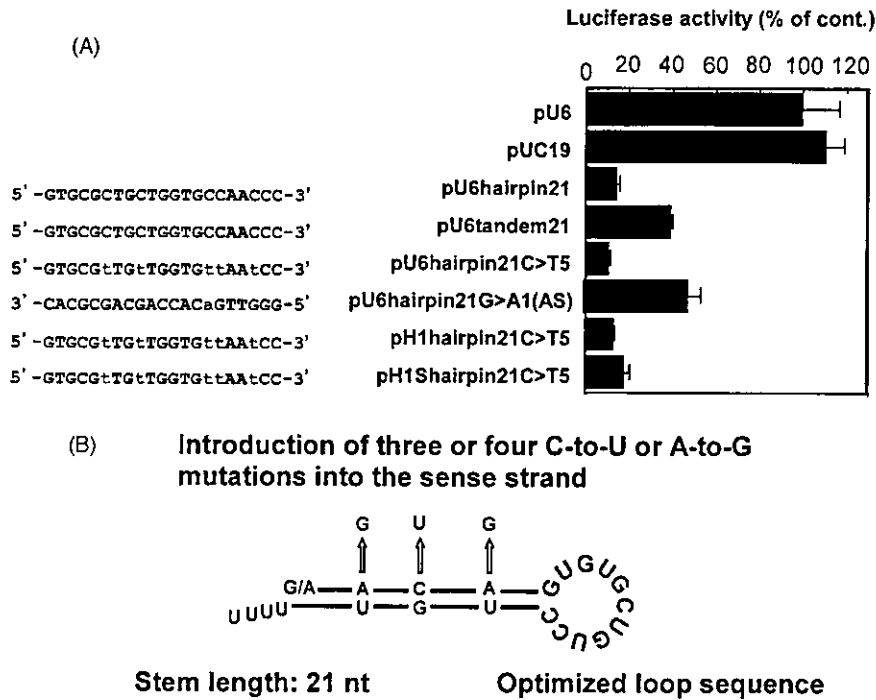 (A)
Luciferase activity (% of cont.)
0 20 40 60 80 100 120
pU6
pUC19
5'-GTGCGCTGCTGGTGCCAACCC-3' pU6hairpin21
5'-GTGCGCTGCTGGTGCCAACCC-3' pU6tandem21
5'-GTGCGtTGtTGGTGttAAtCC-3' pU6hairpin21C>T5
3'-CACGCGACGACCACaGTTGGG-5' pU6hairpin21G>A1(AS)
5'-GTGCGtTGtTGGTGttAAtCC-3' pH1hairpin21C>T5
5'-GTGCGtTGtTGGTGttAAtCC-3' pH1Shairpin21C>T5
(B) Introduction of three or four C-to-U or A-to-G
mutations into the sense strand
G U G
G/A A C A GUGUGCUGUCC
UUUU U G U
Stem length: 21 nt Optimized loop sequence